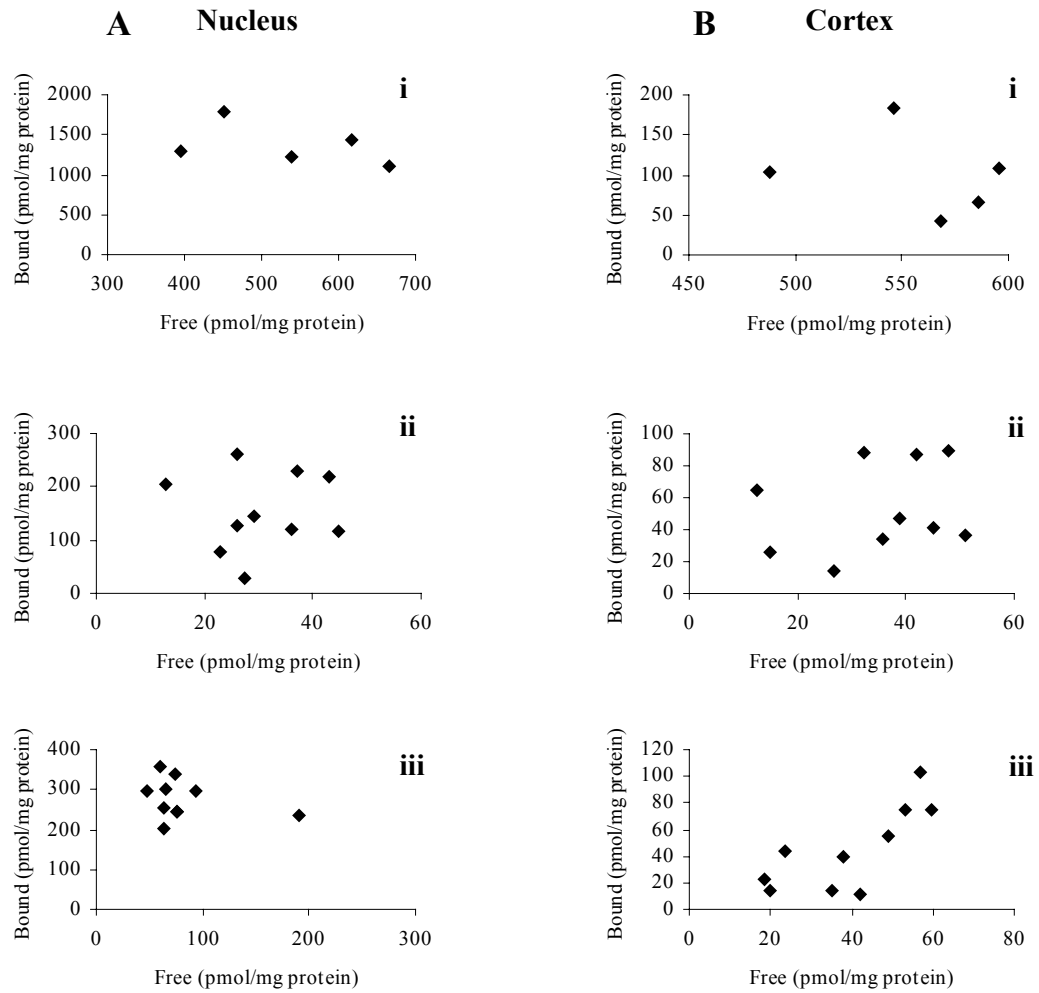 A Nucleus
B Cortex
i
Bound (pmol/mg protein)
2000
1500
1000
500
0
300 400 500 600 700
Free (pmol/mg protein)
i
Bound (pmol/mg protein)
200
150
100
50
0
450 500 550 600
Free (pmol/mg protein)
ii
Bound (pmol/mg protein)
300
200
100
0
0 20 40 60
Free (pmol/mg protein)
ii
Bound (pmol/mg protein)
100
80
60
40
20
0
0 20 40 60
Free (pmol/mg protein)
iii
Bound (pmol/mg protein)
400
300
200
100
0
0 100 200 300
Free (pmol/mg protein)
iii
Bound (pmol/mg protein)
120
100
80
60
40
20
0
0 20 40 60 80
Free (pmol/mg protein)